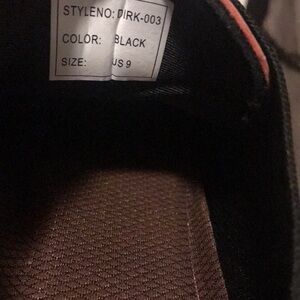 STYLENO: DIRK-003
COLOR: BLACK
SIZE: US 9